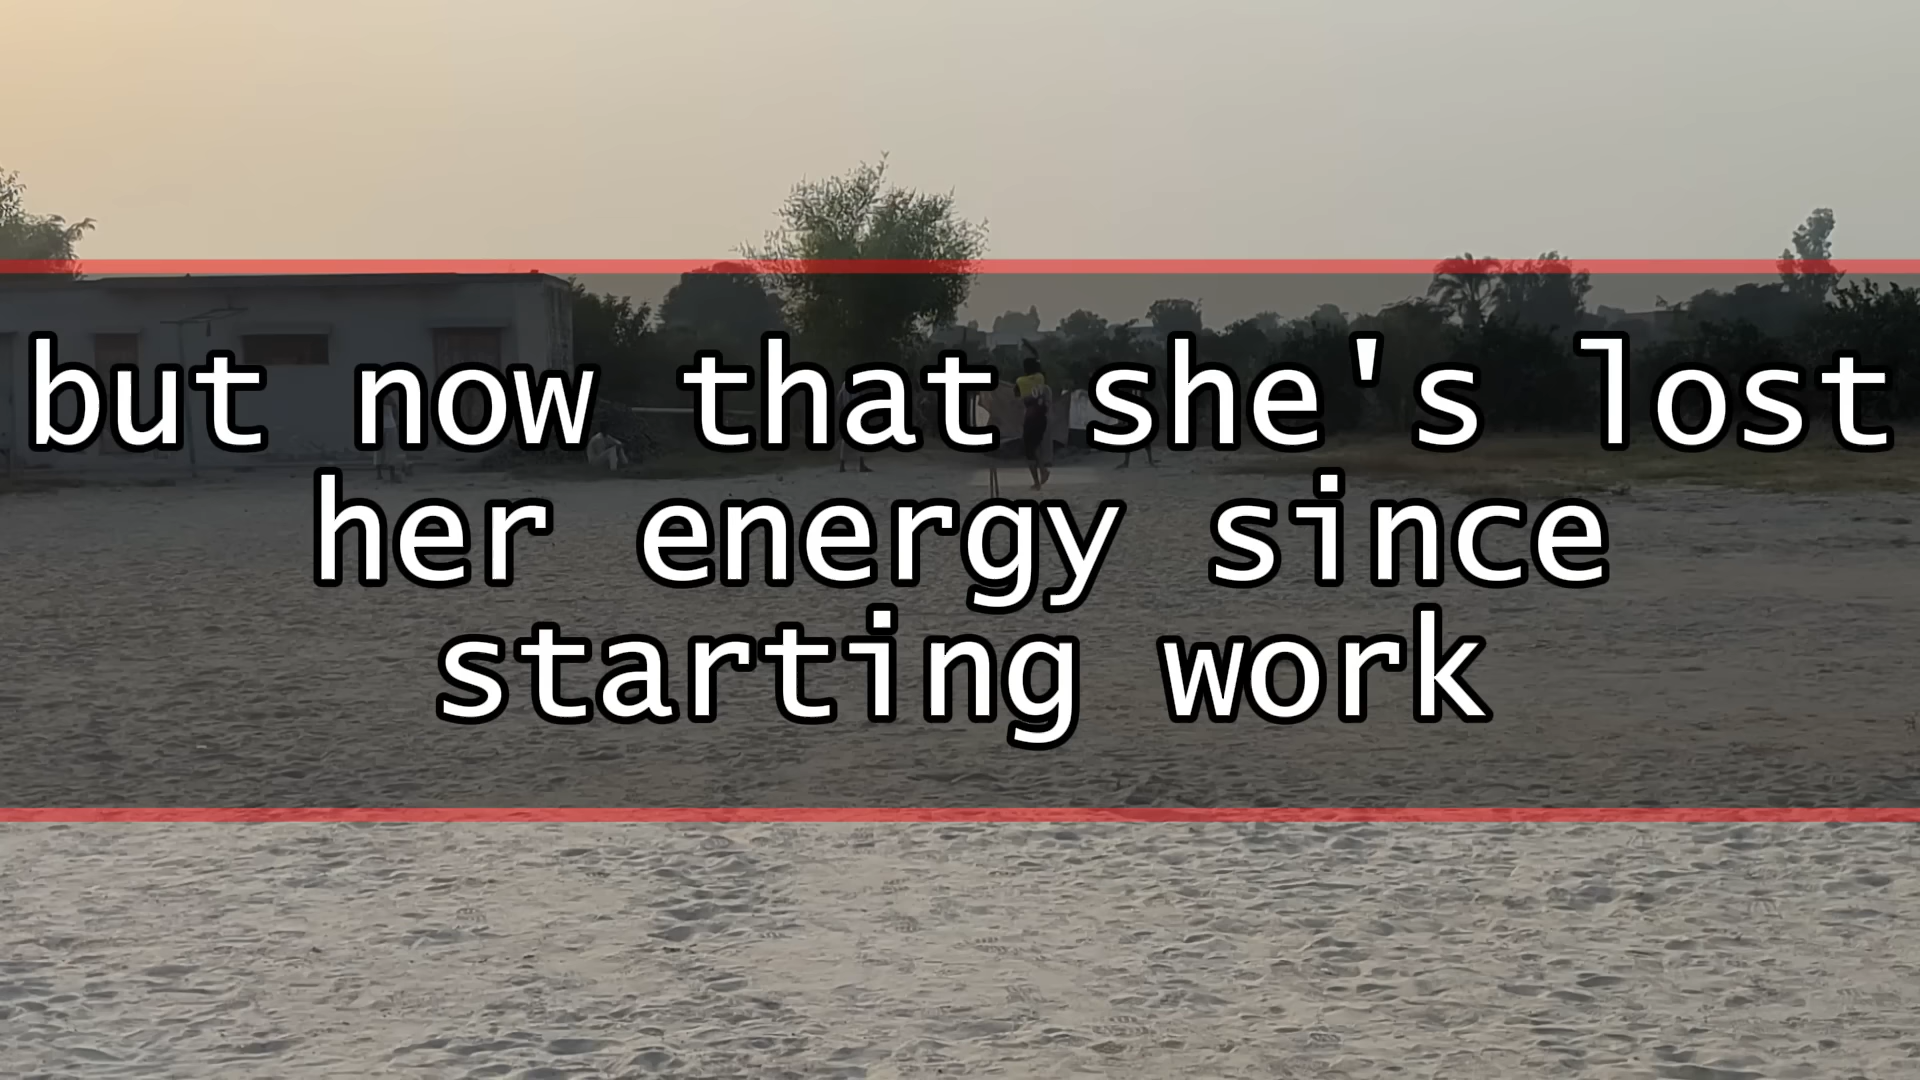 but now that she's lost
her energy since
starting work